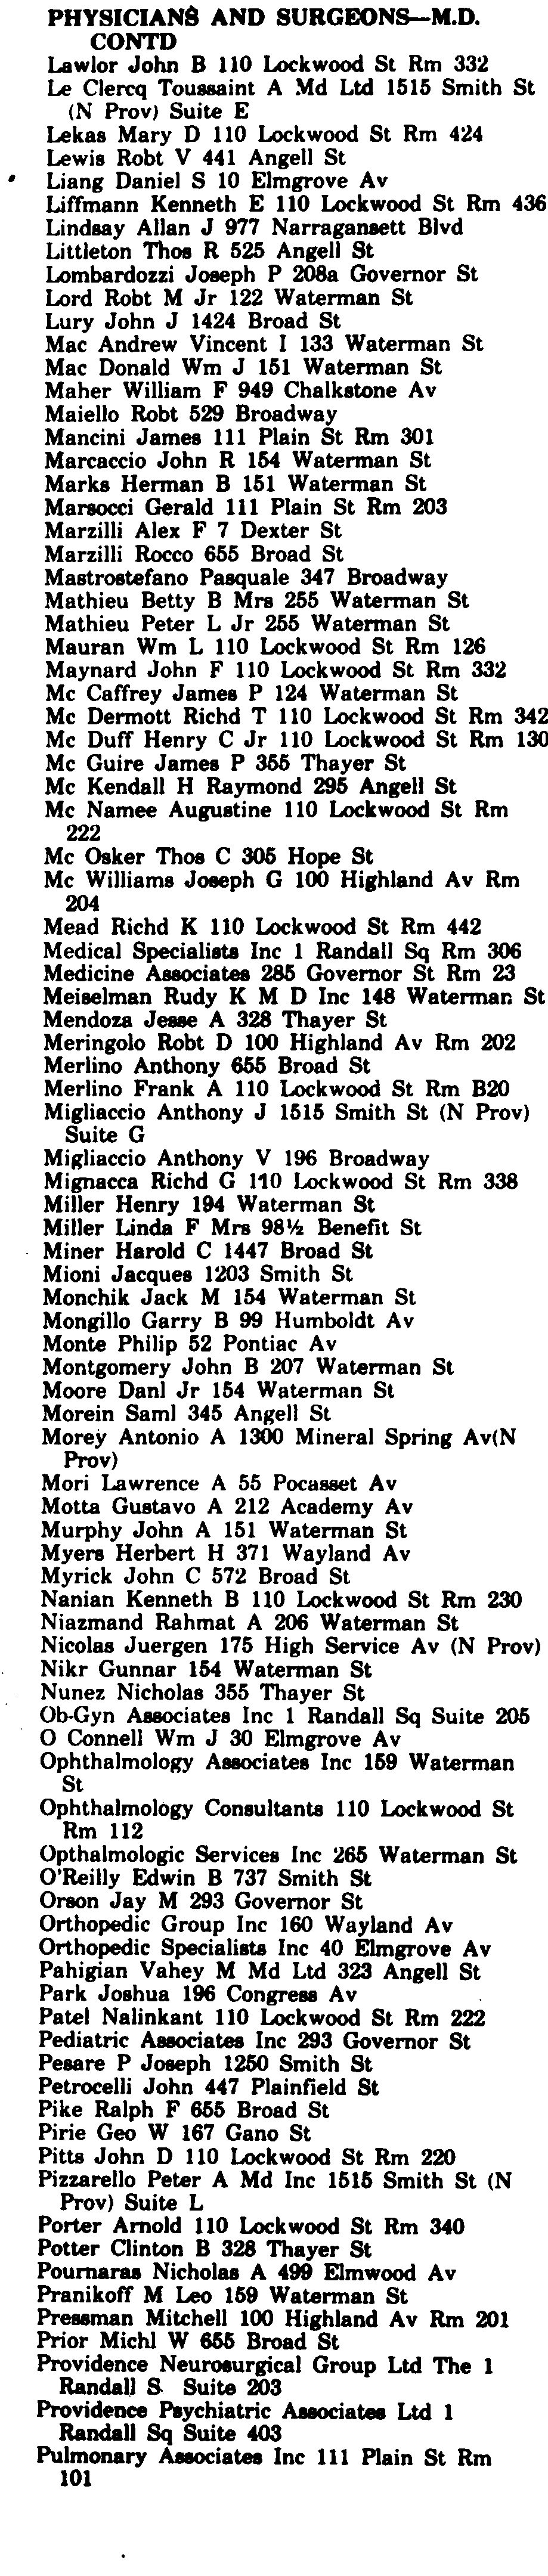 PHYSICIANS AND SURGEONS—M.D.
CONTD
Lawlor John B 110 Lockwood St Rm 332
Le Clercq Toussaint A Md Ltd 1515 Smith St
(N Prov) Suite E
Lekas Mary D 110 Lockwood St Rm 424
Lewis Robt V 441 Angell St
Liang Daniel S 10 Elmgrove Av
Liffmann Kenneth E 110 Lockwood St Rm 436
Lindsay Allan J 977 Narragansett Blvd
Littleton Thos R 525 Angell St
Lombardozzi Joseph P 208a Governor St
Lord Robt M Jr 122 Waterman St
Lury John J 1424 Broad St
Mac Andrew Vincent I 133 Waterman St
Mac Donald Wm J 151 Waterman St
Maher William F 949 Chalkstone Av
Maiello Robt 529 Broadway
Mancini James 111 Plain St Rm 301
Marcaccio John R 154 Waterman St
Marks Herman B 151 Waterman St
Marsocci Gerald 111 Plain St Rm 203
Marzilli Alex F 7 Dexter St
Marzilli Rocco 655 Broad St
Mastrostefano Pasquale 347 Broadway
Mathieu Betty B Mrs 255 Waterman St
Mathieu Peter L Jr 255 Waterman St
Mauran Wm L 110 Lockwood St Rm 126
Maynard John F 110 Lockwood St Rm 332
Mc Caffrey James P 124 Waterman St
Mc Dermott Richd T 110 Lockwood St Rm 342
Mc Duff Henry C Jr 110 Lockwood St Rm 130
Mc Guire James P 355 Thayer St
Mc Kendall H Raymond 295 Angell St
Mc Namee Augustine 110 Lockwood St Rm
222
Mc Osker Thos C 305 Hope St
Mc Williams Joseph G 100 Highland Av Rm
204
Mead Richd K 110 Lockwood St Rm 442
Medical Specialists Inc 1 Randall Sq Rm 306
Medicine Associates 285 Governor St Rm 23
Meiselman Rudy K M D Inc 148 Waterman St
Mendoza Jesse A 328 Thayer St
Meringolo Robt D 100 Highland Av Rm 202
Merlino Anthony 655 Broad St
Merlino Frank A 110 Lockwood St Rm B20
Migliaccio Anthony J 1515 Smith St (N Prov)
Suite G
Migliaccio Anthony V 196 Broadway
Mignacca Richd G 110 Lockwood St Rm 338
Miller Henry 194 Waterman St
Miller Linda F Mrs 98½ Benefit St
Miner Harold C 1447 Broad St
Mioni Jacques 1203 Smith St
Monchik Jack M 154 Waterman St
Mongillo Garry B 99 Humboldt Av
Monte Philip 52 Pontiac Av
Montgomery John B 207 Waterman St
Moore Danl Jr 154 Waterman St
Morein Saml 345 Angell St
Morey Antonio A 1300 Mineral Spring Av(N
Prov)
Mori Lawrence A 55 Pocasset Av
Motta Gustavo A 212 Academy Av
Murphy John A 151 Waterman St
Myers Herbert H 371 Wayland Av
Myrick John C 572 Broad St
Nanian Kenneth B 110 Lockwood St Rm 230
Niazmand Rahmat A 206 Waterman St
Nicolas Juergen 175 High Service Av (N Prov)
Nikr Gunnar 154 Waterman St
Nunez Nicholas 355 Thayer St
Ob-Gyn Associates Inc 1 Randall Sq Suite 205
O Connell Wm J 30 Elmgrove Av
Ophthalmology Associates Inc 159 Waterman
St
Ophthalmology Consultants 110 Lockwood St
Rm 112
Opthalmologic Services Inc 265 Waterman St
O'Reilly Edwin B 737 Smith St
Orson Jay M 293 Governor St
Orthopedic Group Inc 160 Wayland Av
Orthopedic Specialists Inc 40 Elmgrove Av
Pahigian Vahey M Md Ltd 323 Angell St
Park Joshua 196 Congress Av
Patel Nalinkant 110 Lockwood St Rm 222
Pediatric Associates Inc 293 Governor St
Pesare P Joseph 1250 Smith St
Petrocelli John 447 Plainfield St
Pike Ralph F 655 Broad St
Pirie Geo W 167 Gano St
Pitts John D 110 Lockwood St Rm 220
Pizzarello Peter A Md Inc 1515 Smith St (N
Prov) Suite L
Porter Arnold 110 Lockwood St Rm 340
Potter Clinton B 328 Thayer St
Pournaras Nicholas A 499 Elmwood Av
Pranikoff M Leo 159 Waterman St
Pressman Mitchell 100 Highland Av Rm 201
Prior Michl W 655 Broad St
Providence Neurosurgical Group Ltd The 1
Randall S Suite 203
Providence Psychiatric Associates Ltd 1
Randall Sq Suite 403
Pulmonary Associates Inc 111 Plain St Rm
101